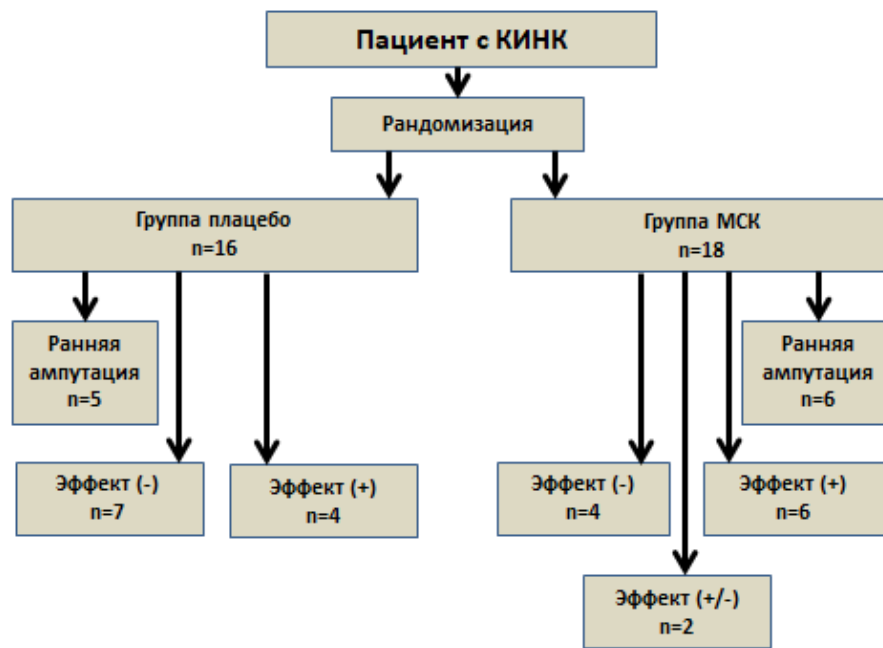 Пациент с КИНК
Рандомизация
Группа плацебо
n=16
Группа МСК
n=18
Ранняя
ампутация
n=5
Ранняя
ампутация
n=6
Эффект (-)
n=7
Эффект (+)
n=4
Эффект (-)
n=4
Эффект (+)
n=6
Эффект (+/-)
n=2